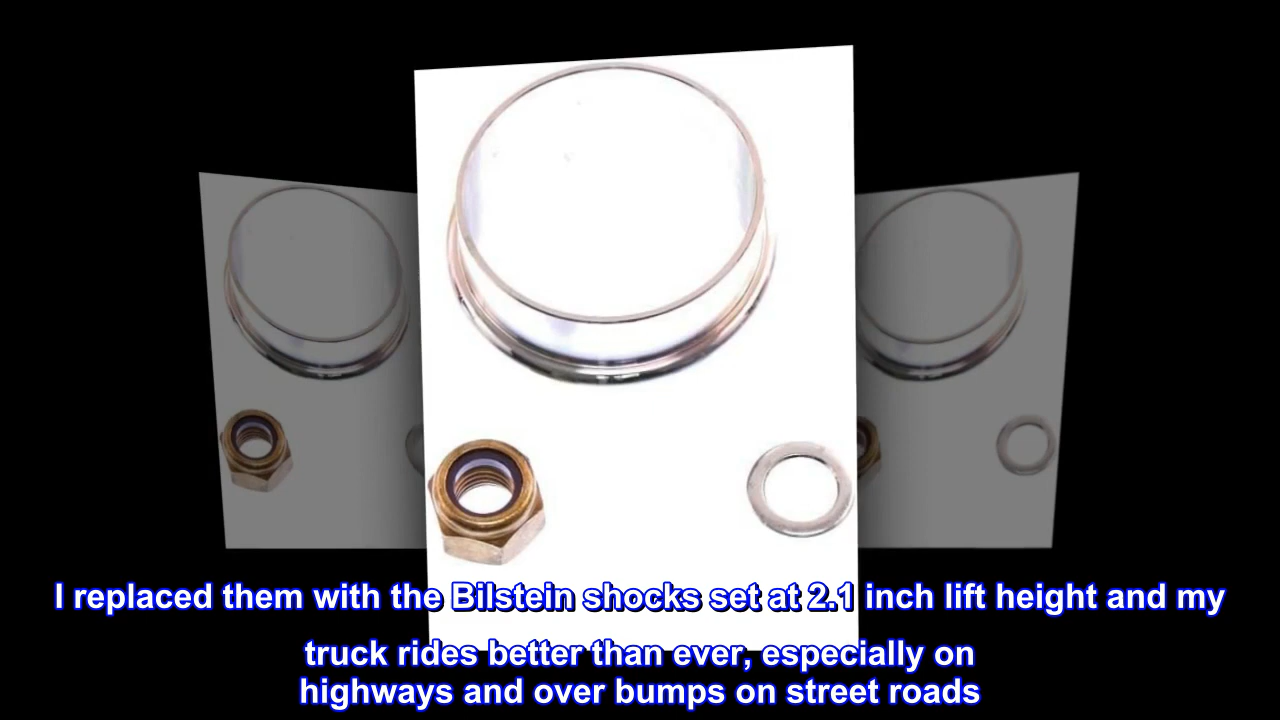 I replaced them with the Bilstein shocks set at 2.1 inch lift height and my
truck rides better than ever, especially on
highways and over bumps on street roads